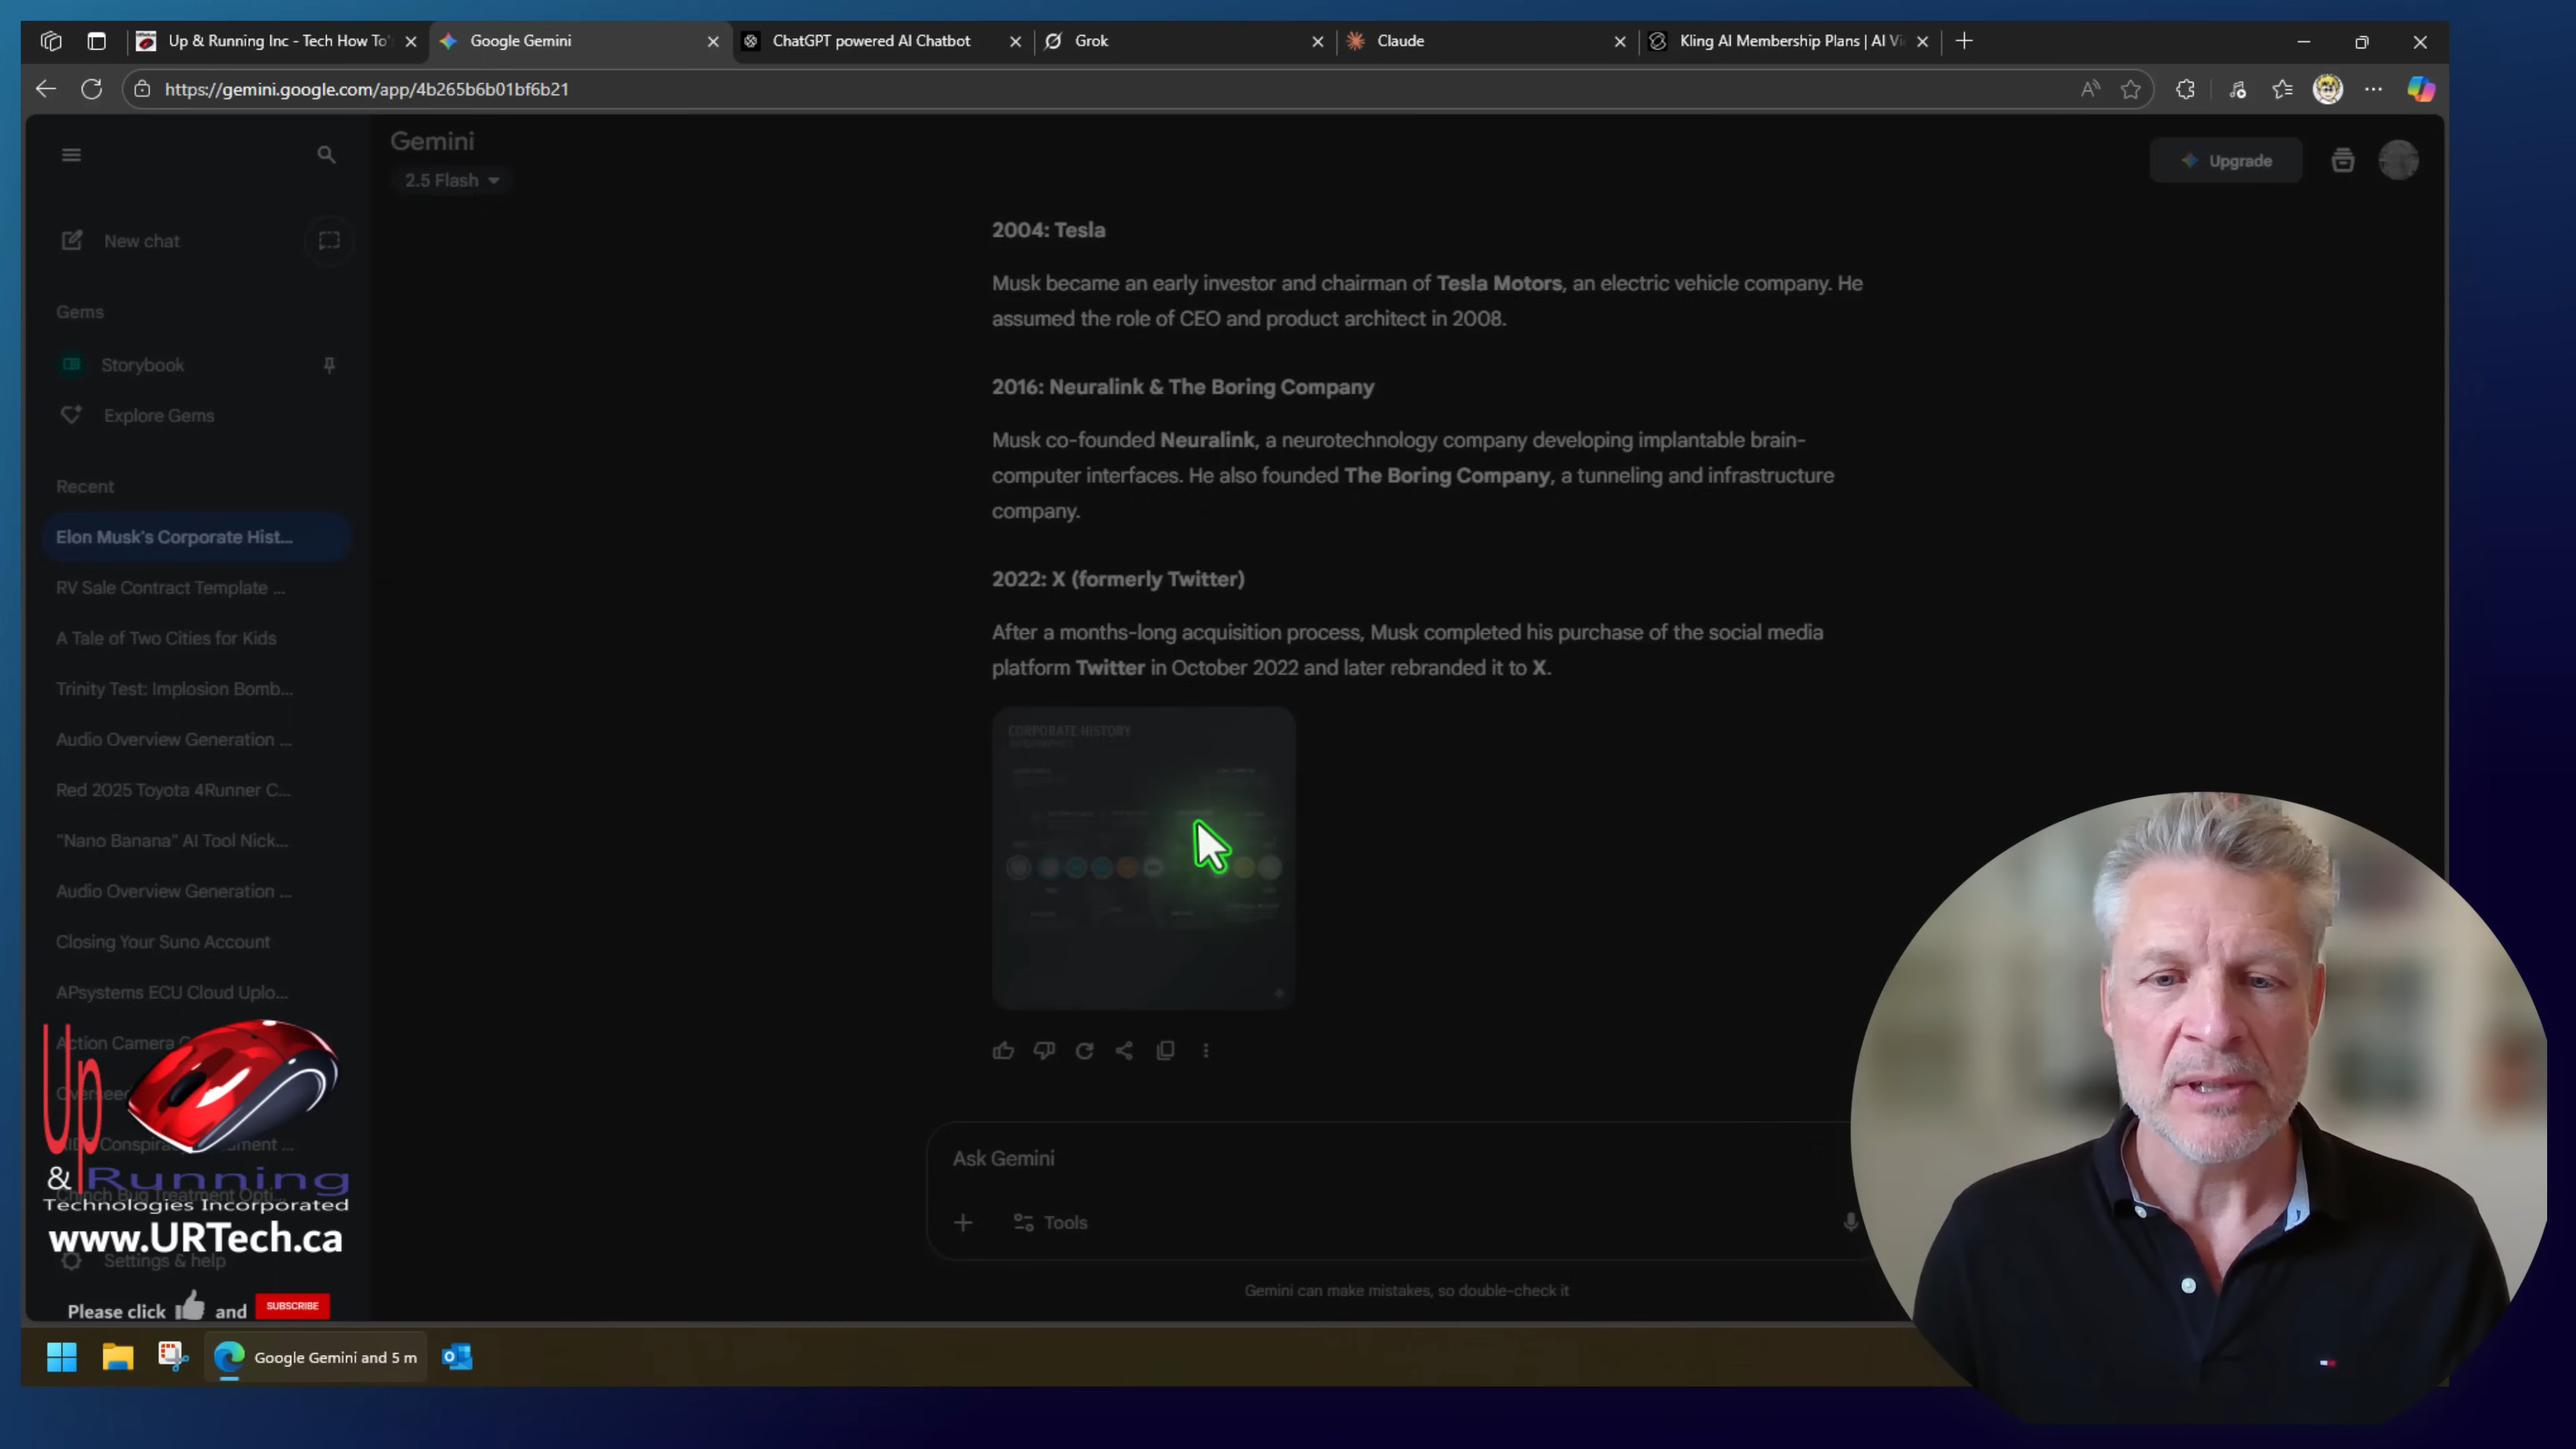 Up & Running Inc - Tech How To's
Google Gemini
ChatGPT powered AI Chatbot
Grok
Claude
Kling AI Membership Plans | AI Vi
https://gemini.google.com/app/4b265b6b01bf6b21
Gemini
2.5 Flash
Upgrade
New chat
Gems
Storybook
Explore Gems
Recent
Elon Musk's Corporate Hist...
RV Sale Contract Template ...
A Tale of Two Cities for Kids
Trinity Test: Implosion Bomb...
Audio Overview Generation ...
Red 2025 Toyota 4Runner C...
"Nano Banana" AI Tool Nick...
Audio Overview Generation ...
Closing Your Suno Account
APsystems ECU Cloud Uplo...
Action Camera
Settings & help
2004: Tesla
Musk became an early investor and chairman of Tesla Motors, an electric vehicle company. He
assumed the role of CEO and product architect in 2008.
2016: Neuralink & The Boring Company
Musk co-founded Neuralink, a neurotechnology company developing implantable brain-
computer interfaces. He also founded The Boring Company, a tunneling and infrastructure
company.
2022: X (formerly Twitter)
After a months-long acquisition process, Musk completed his purchase of the social media
platform Twitter in October 2022 and later rebranded it to X.
CORPORATE HISTORY
Ask Gemini
Tools
Gemini can make mistakes, so double-check it
Up
& Running
Technologies Incorporated
www.URTech.ca
Please click and SUBSCRIBE
Google Gemini and 5 m